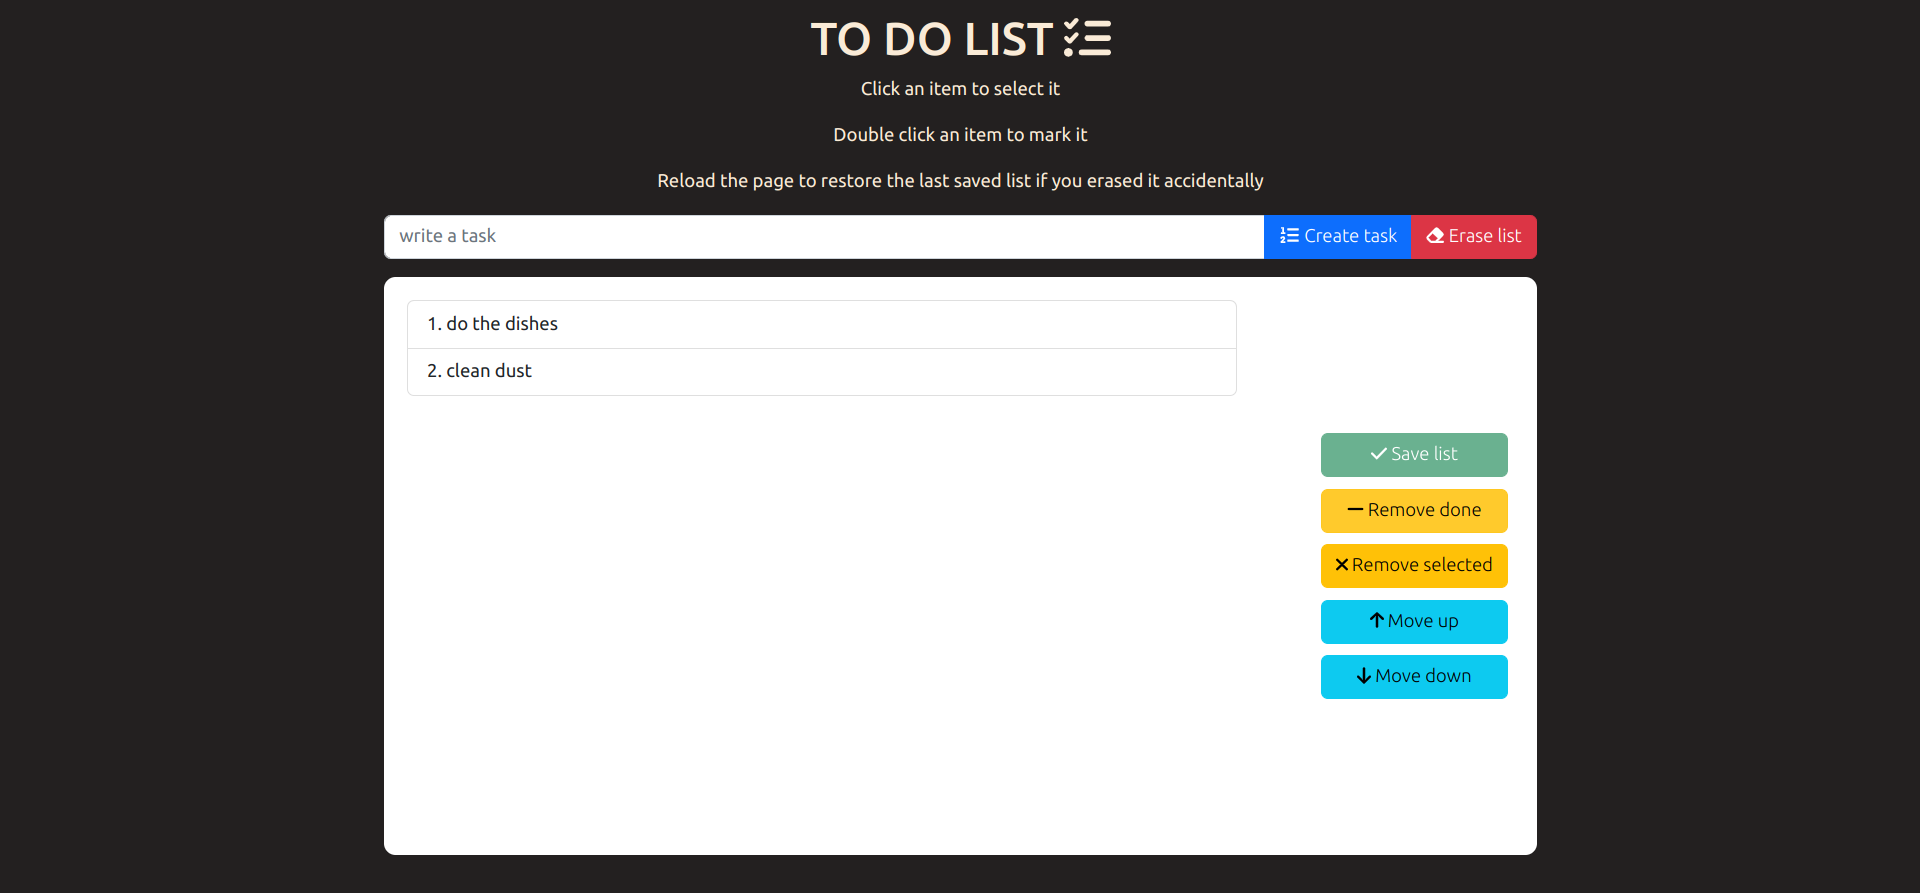 TO DO LIST
Click an item to select it
Double click an item to mark it
Reload the page to restore the last saved list if you erased it accidentally
write a task Create task Erase list
1. do the dishes
2. clean dust
Save list
Remove done
Remove selected
Move up
Move down